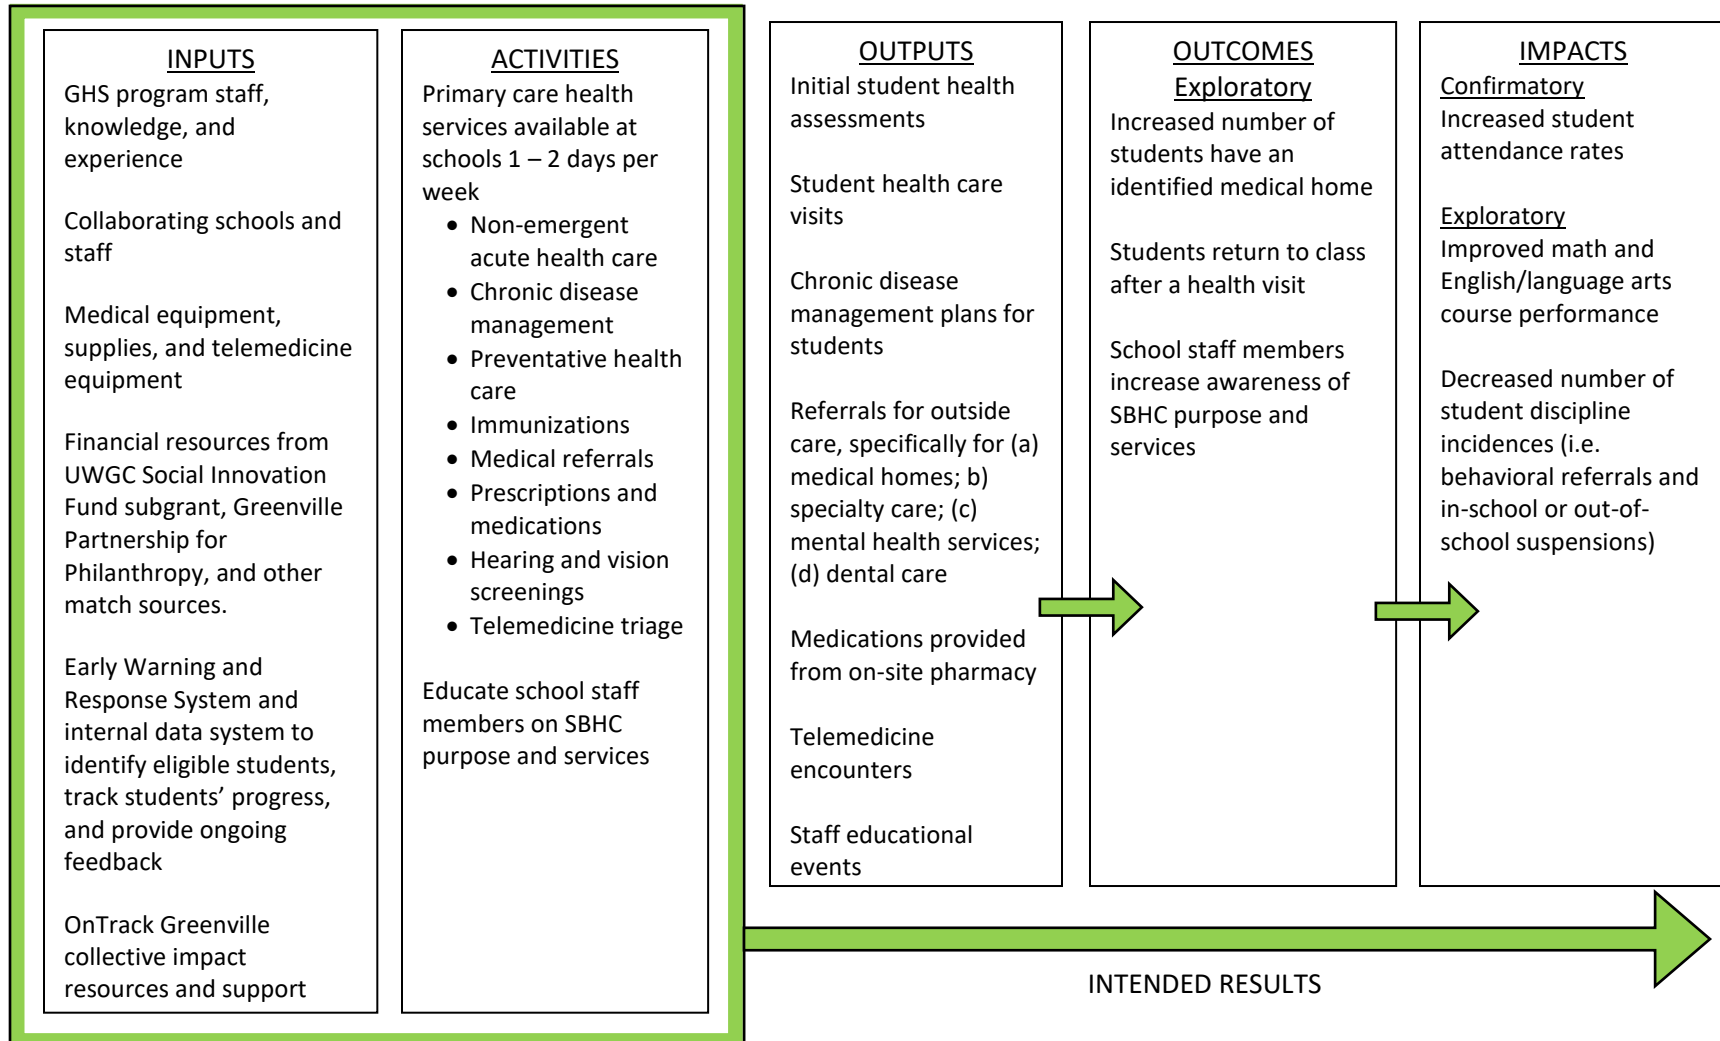 INPUTS
GHS program staff,
knowledge, and
experience
Collaborating schools and
staff
Medical equipment,
supplies, and telemedicine
equipment
Financial resources from
UWGC Social Innovation
Fund subgrant, Greenville
Partnership for
Philanthropy, and other
match sources.
Early Warning and
Response System and
internal data system to
identify eligible students,
track students’ progress,
and provide ongoing
feedback
OnTrack Greenville
collective impact
resources and support
ACTIVITIES
Primary care health
services available at
schools 1 – 2 days per
week
• Non-emergent
acute health care
• Chronic disease
management
• Preventative health
care
• Immunizations
• Medical referrals
• Prescriptions and
medications
• Hearing and vision
screenings
• Telemedicine triage
Educate school staff
members on SBHC
purpose and services
OUTPUTS
Initial student health
assessments
Student health care
visits
Chronic disease
management plans for
students
Referrals for outside
care, specifically for (a)
medical homes; b)
specialty care; (c)
mental health services;
(d) dental care
Medications provided
from on-site pharmacy
Telemedicine
encounters
Staff educational
events
OUTCOMES
Exploratory
Increased number of
students have an
identified medical home
Students return to class
after a health visit
School staff members
increase awareness of
SBHC purpose and
services
IMPACTS
Confirmatory
Increased student
attendance rates
Exploratory
Improved math and
English/language arts
course performance
Decreased number of
student discipline
incidences (i.e.
behavioral referrals and
in-school or out-of-
school suspensions)
INTENDED RESULTS